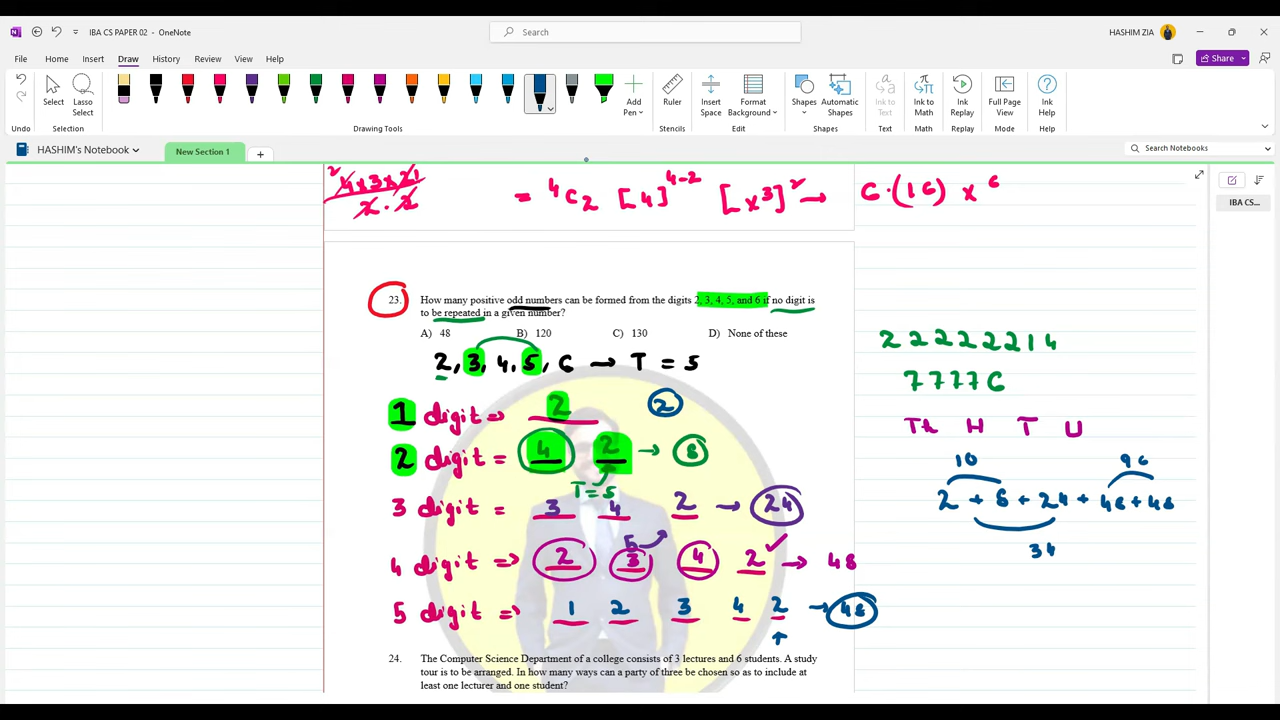 IBA CS PAPER 02 - OneNote
Search
HASHIM ZIA
File Home Insert Draw History Review View Help
Share
Undo
Select
Lasso Select
Add Pen
Ruler
Insert Space
Format Background
Shapes
Automatic Shapes
Ink to Text
Ink to Math
Ink Replay
Full Page View
Ink Help
Undo Selection Drawing Tools Stencils Edit Shapes Text Math Replay Mode Help
HASHIM's Notebook
New Section 1
Search Notebooks
IBA CS...
2 4x3x21
2 . 2
= 4C2 [4]^4-2 [x^3]^2 → 6.(16) x^6
23. How many positive odd numbers can be formed from the digits 2, 3, 4, 5, and 6 if no digit is
to be repeated in a given number?
A) 48 B) 120 C) 130 D) None of these
2, 3, 4, 5, 6 → T = 5
1 digit => 2 2
2 digit = 4 2 → 8
T = 5
3 digit = 3 4 2 → 24
5
4 digit => 2 3 4 2 → 48
5 digit => 1 2 3 4 2 → 48
22222214
77776
Th H T U
10 96
2 + 8 + 24 + 48 + 48
34
24. The Computer Science Department of a college consists of 3 lectures and 6 students. A study
tour is to be arranged. In how many ways can a party of three be chosen so as to include at
least one lecturer and one student?